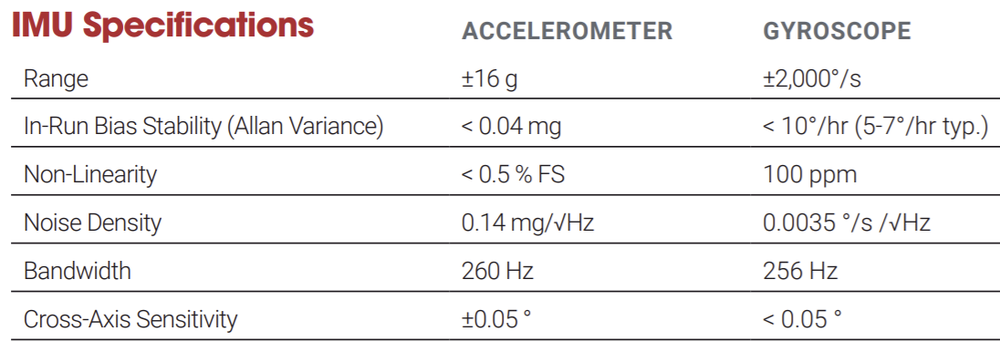 IMU Specifications ACCELEROMETER GYROSCOPE
Range ±16 g ±2,000°/s
In-Run Bias Stability (Allan Variance) < 0.04 mg < 10°/hr (5-7°/hr typ.)
Non-Linearity < 0.5 % FS 100 ppm
Noise Density 0.14 mg/√Hz 0.0035 °/s /√Hz
Bandwidth 260 Hz 256 Hz
Cross-Axis Sensitivity ±0.05 ° < 0.05 °